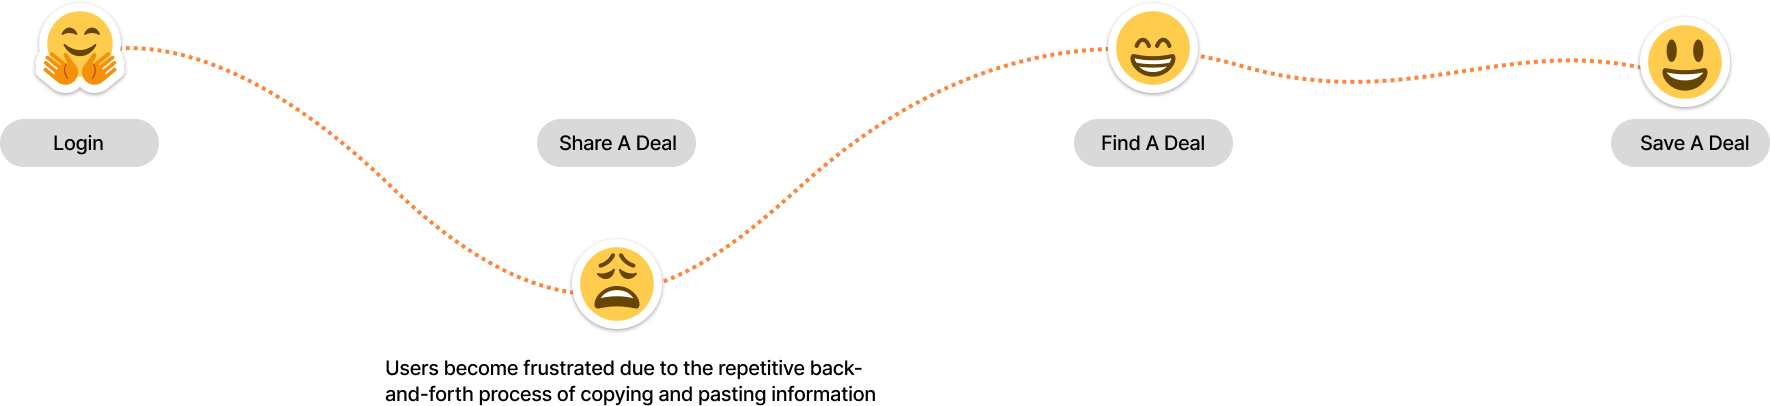 Login
Share A Deal
Find A Deal
Save A Deal
Users become frustrated due to the repetitive back-
and-forth process of copying and pasting information